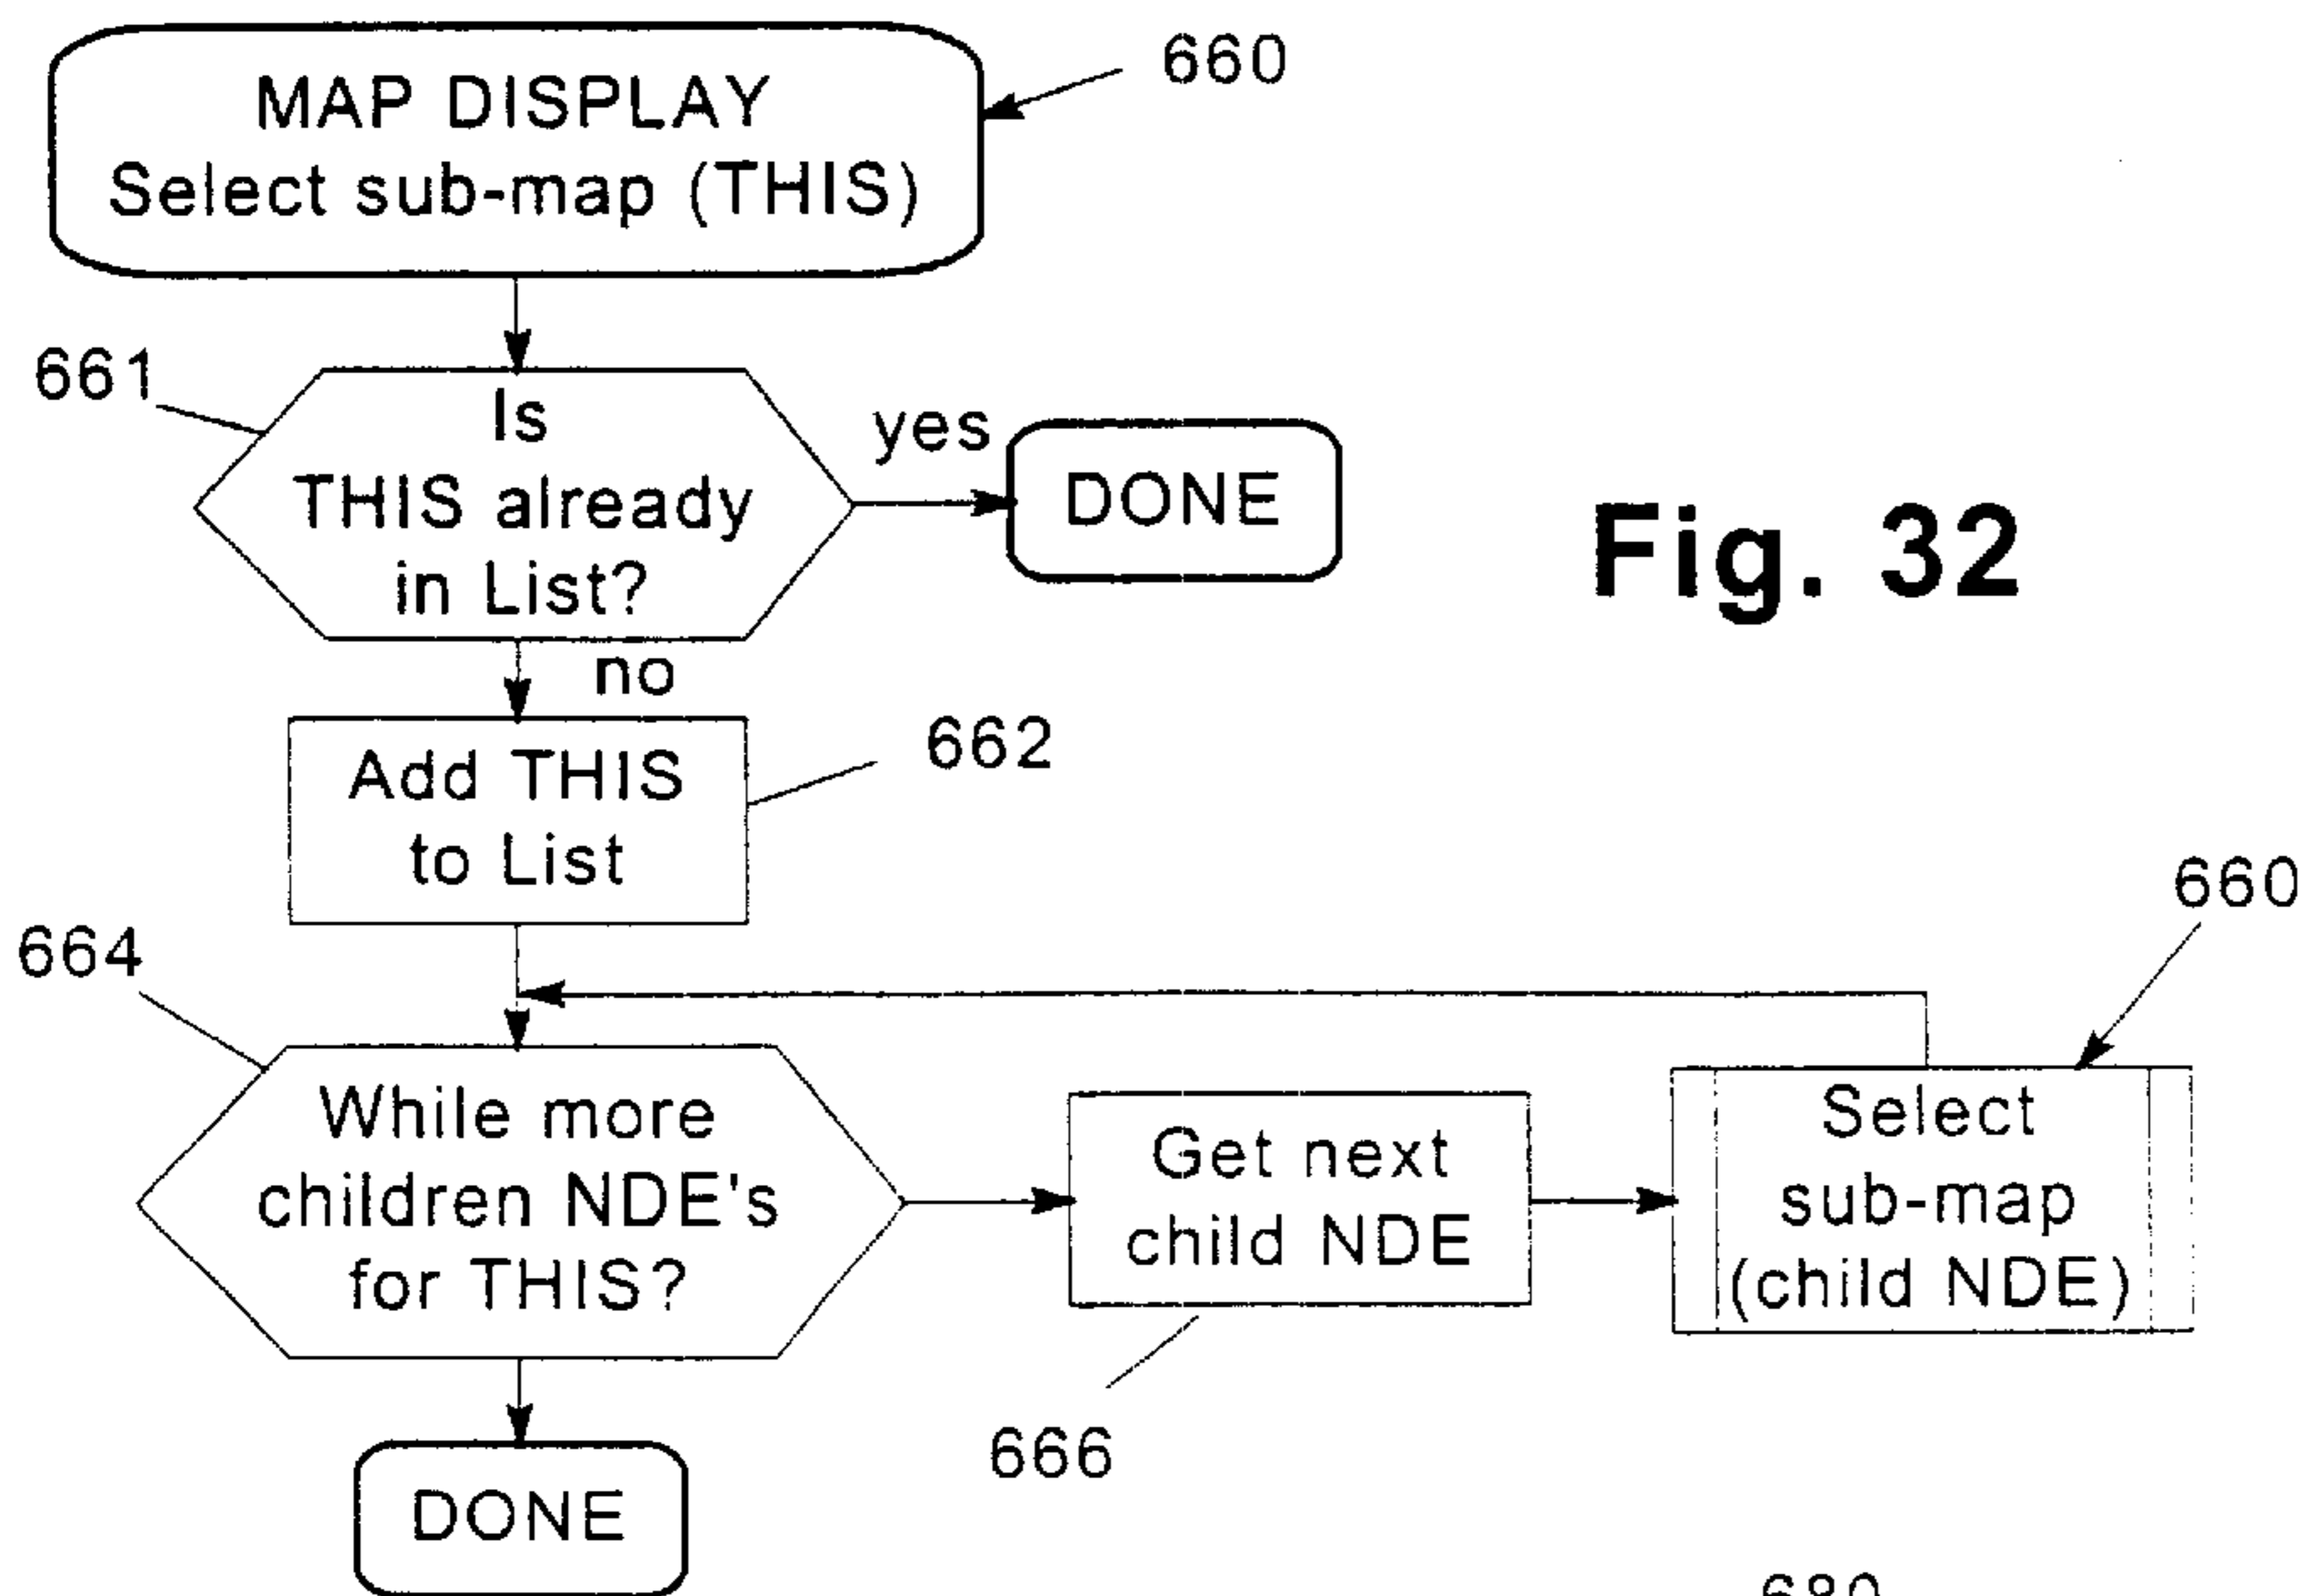 MAP DISPLAY
Select sub-map (THIS)
660
661
Is
THIS already
in List?
yes
DONE
Fig. 32
no
Add THIS
to List
662
660
664
While more
children NDE's
for THIS?
Get next
child NDE
Select
sub-map
(child NDE)
666
DONE
680